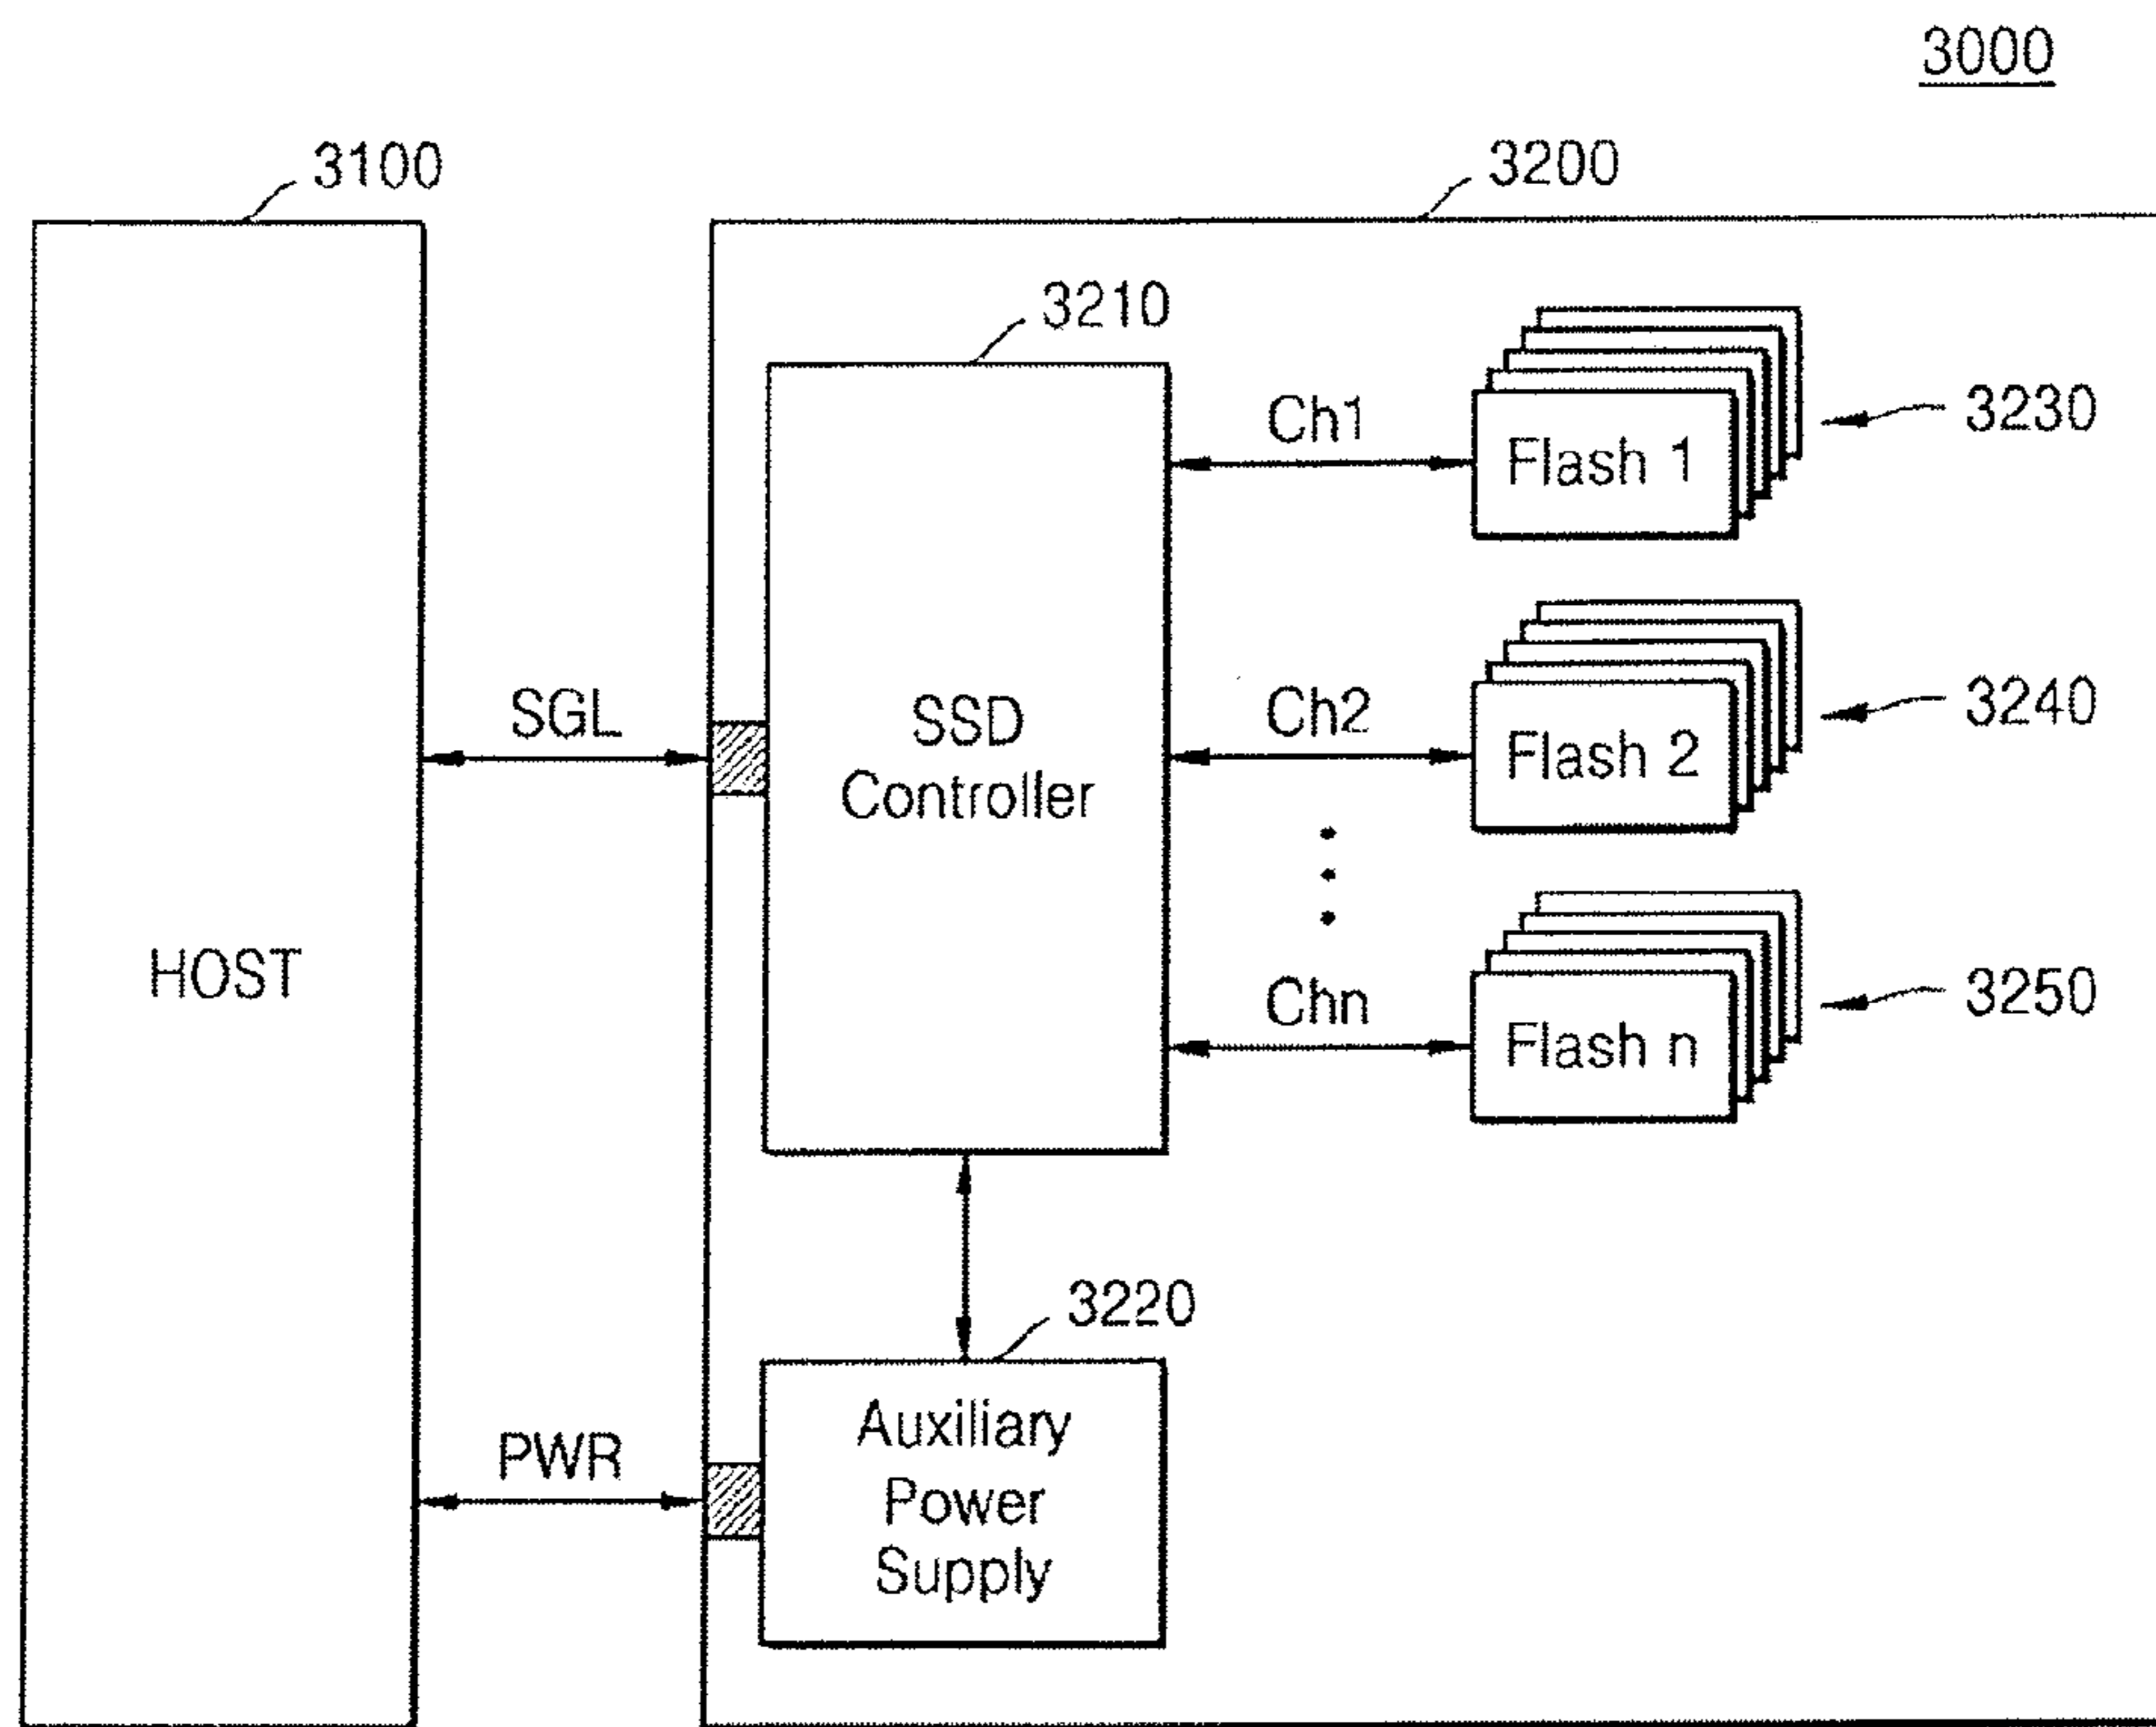 3000
3100
3200
3210
Ch1
Flash 1
3230
SGL
SSD
Controller
Ch2
Flash 2
3240
HOST
Chn
Flash n
3250
3220
PWR
Auxiliary
Power
Supply